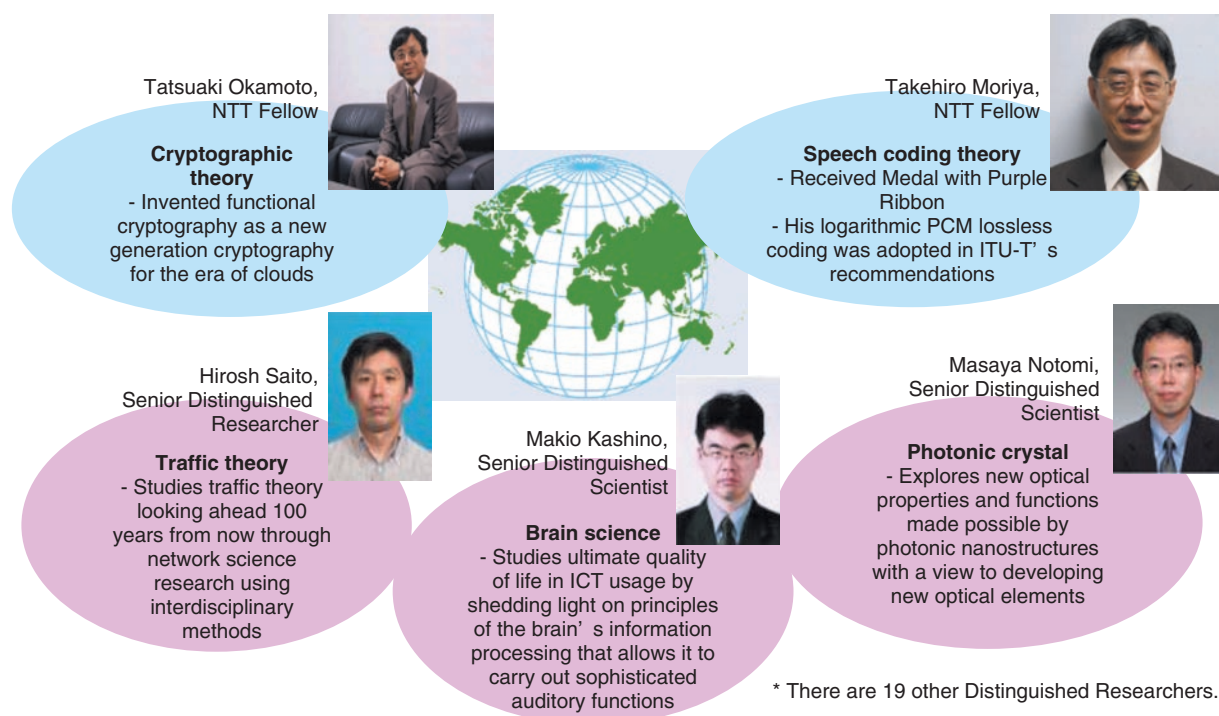 Tatsuaki Okamoto,
NTT Fellow
Cryptographic
theory
- Invented functional
cryptography as a new
generation cryptography
for the era of clouds
Takehiro Moriya,
NTT Fellow
Speech coding theory
- Received Medal with Purple
Ribbon
- His logarithmic PCM lossless
coding was adopted in ITU-T’s
recommendations
Hirosh Saito,
Senior Distinguished
Researcher
Traffic theory
- Studies traffic theory
looking ahead 100
years from now through
network science
research using
interdisciplinary
methods
Makio Kashino,
Senior Distinguished
Scientist
Brain science
- Studies ultimate quality
of life in ICT usage by
shedding light on principles
of the brain’s information
processing that allows it to
carry out sophisticated
auditory functions
Masaya Notomi,
Senior Distinguished
Scientist
Photonic crystal
- Explores new optical
properties and functions
made possible by
photonic nanostructures
with a view to developing
new optical elements
* There are 19 other Distinguished Researchers.